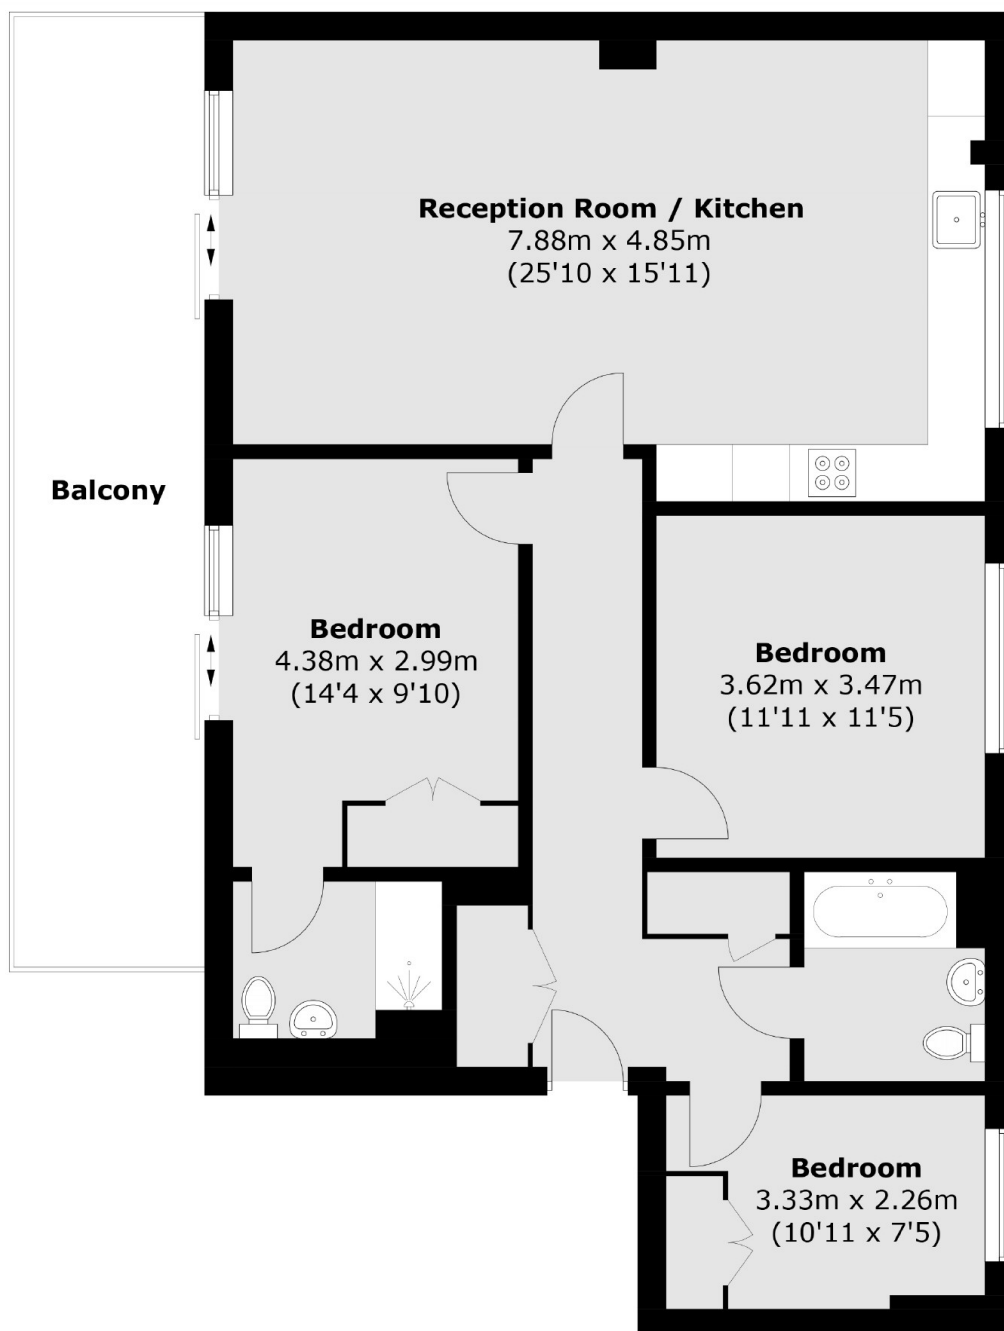 Reception Room / Kitchen
7.88m x 4.85m
(25'10 x 15'11)
Balcony
Bedroom
4.38m x 2.99m
(14'4 x 9'10)
Bedroom
3.62m x 3.47m
(11'11 x 11'5)
Bedroom
3.33m x 2.26m
(10'11 x 7'5)